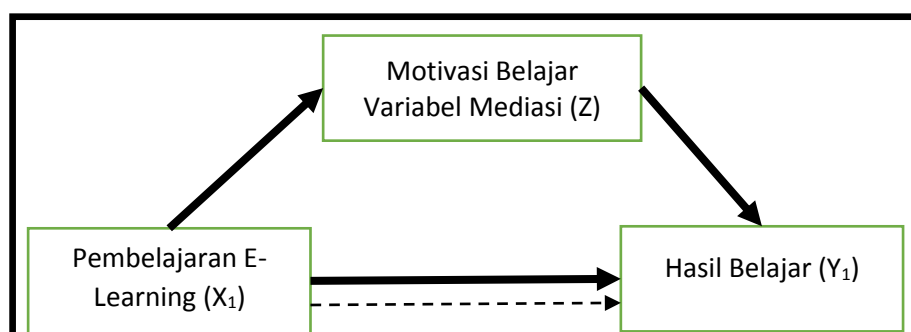 Motivasi Belajar
Variabel Mediasi (Z)
Pembelajaran E-
Learning (X₁)
Hasil Belajar (Y₁)